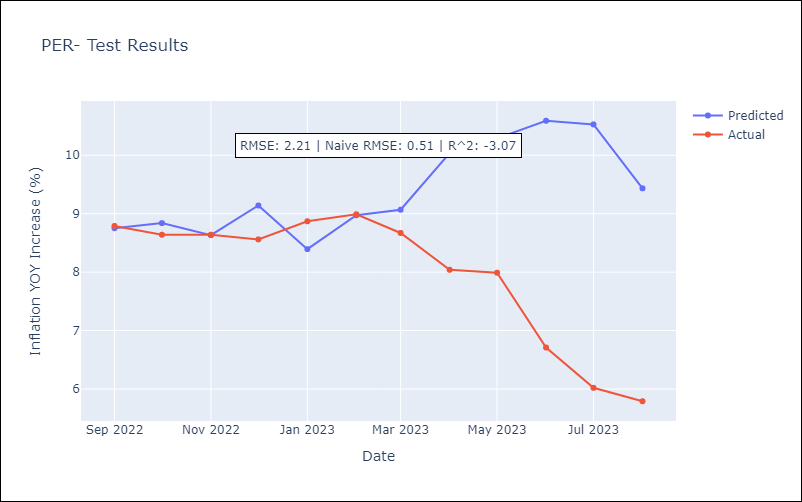 PER- Test Results
Predicted
Actual
RMSE: 2.21 | Naive RMSE: 0.51 | R^2: -3.07
Inflation YOY Increase (%)
10
9
8
7
6
Sep 2022 Nov 2022 Jan 2023 Mar 2023 May 2023 Jul 2023
Date